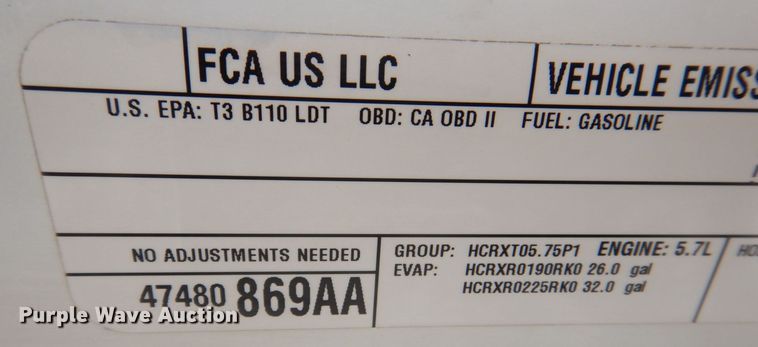 FCA US LLC
VEHICLE EMISS
U.S. EPA: T3 B110 LDT OBD: CA OBD II FUEL: GASOLINE
NO ADJUSTMENTS NEEDED
GROUP: HCRXT05.75P1 ENGINE: 5.7L
EVAP: HCRXR0190RK0 26.0 gal
HCRXR0225RK0 32.0 gal
47480 869AA
Purple Wave Auction